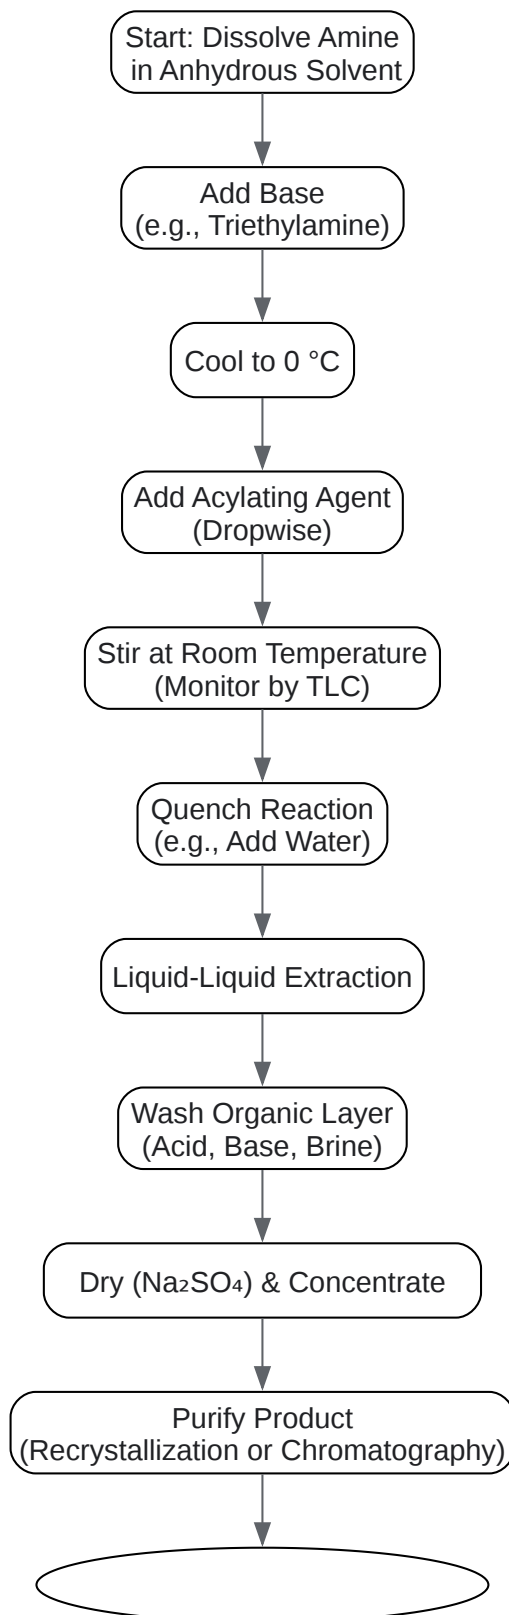 Start: Dissolve Amine
in Anhydrous Solvent
Add Base
(e.g., Triethylamine)
Cool to 0 °C
Add Acylating Agent
(Dropwise)
Stir at Room Temperature
(Monitor by TLC)
Quench Reaction
(e.g., Add Water)
Liquid-Liquid Extraction
Wash Organic Layer
(Acid, Base, Brine)
Dry (Na₂SO₄) & Concentrate
Purify Product
(Recrystallization or Chromatography)